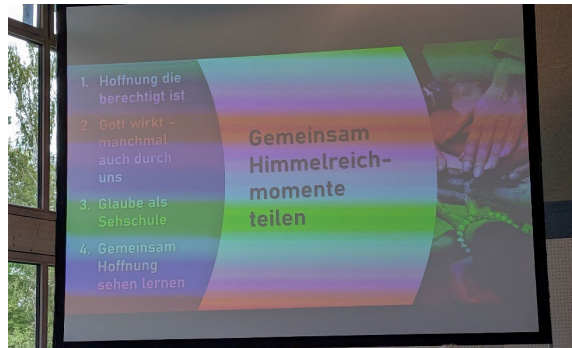 1. Hoffnung die
berechtigt ist
2. Gott wirkt –
manchmal
auch durch
uns
3. Glaube als
Sehschule
4. Gemeinsam
Hoffnung
sehen lernen
Gemeinsam
Himmelreich-
momente
teilen